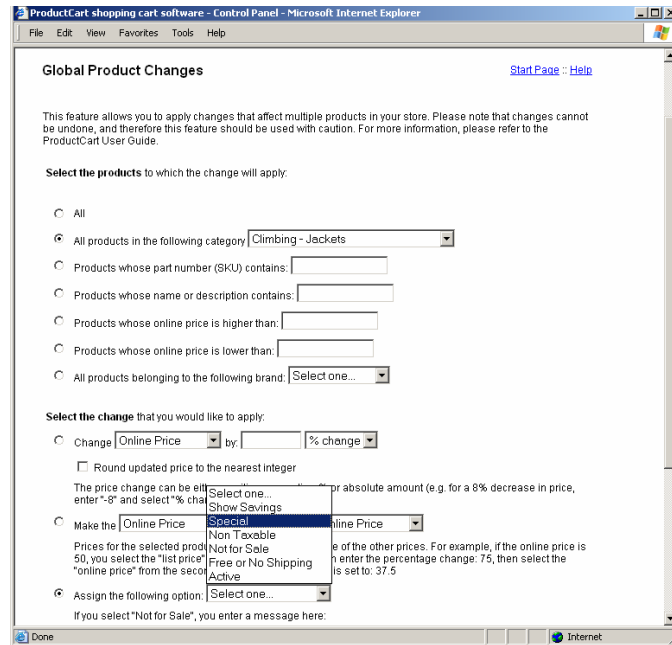 ProductCart shopping cart software - Control Panel - Microsoft Internet Explorer
File Edit View Favorites Tools Help
Global Product Changes
Start Page :: Help
This feature allows you to apply changes that affect multiple products in your store. Please note that changes cannot
be undone, and therefore this feature should be used with caution. For more information, please refer to the
ProductCart User Guide.
Select the products to which the change will apply:
All
All products in the following category Climbing - Jackets
Products whose part number (SKU) contains:
Products whose name or description contains:
Products whose online price is higher than:
Products whose online price is lower than:
All products belonging to the following brand: Select one...
Select the change that you would like to apply:
Change Online Price by: % change
Round updated price to the nearest integer
The price change can be or absolute amount (e.g. for a 8% decrease in price,
enter "-8" and select "%
Select one...
Show Savings
Special
Non Taxable
Not for Sale
Free or No Shipping
Active
Make the Online Price Online Price
Prices for the selected of the other prices. For example, if the online price is
50, you select the "list price" enter the percentage change: 75, then select the
"online price" from the is set to: 37.5
Assign the following option: Select one...
If you select "Not for Sale", you enter a message here:
Done Internet